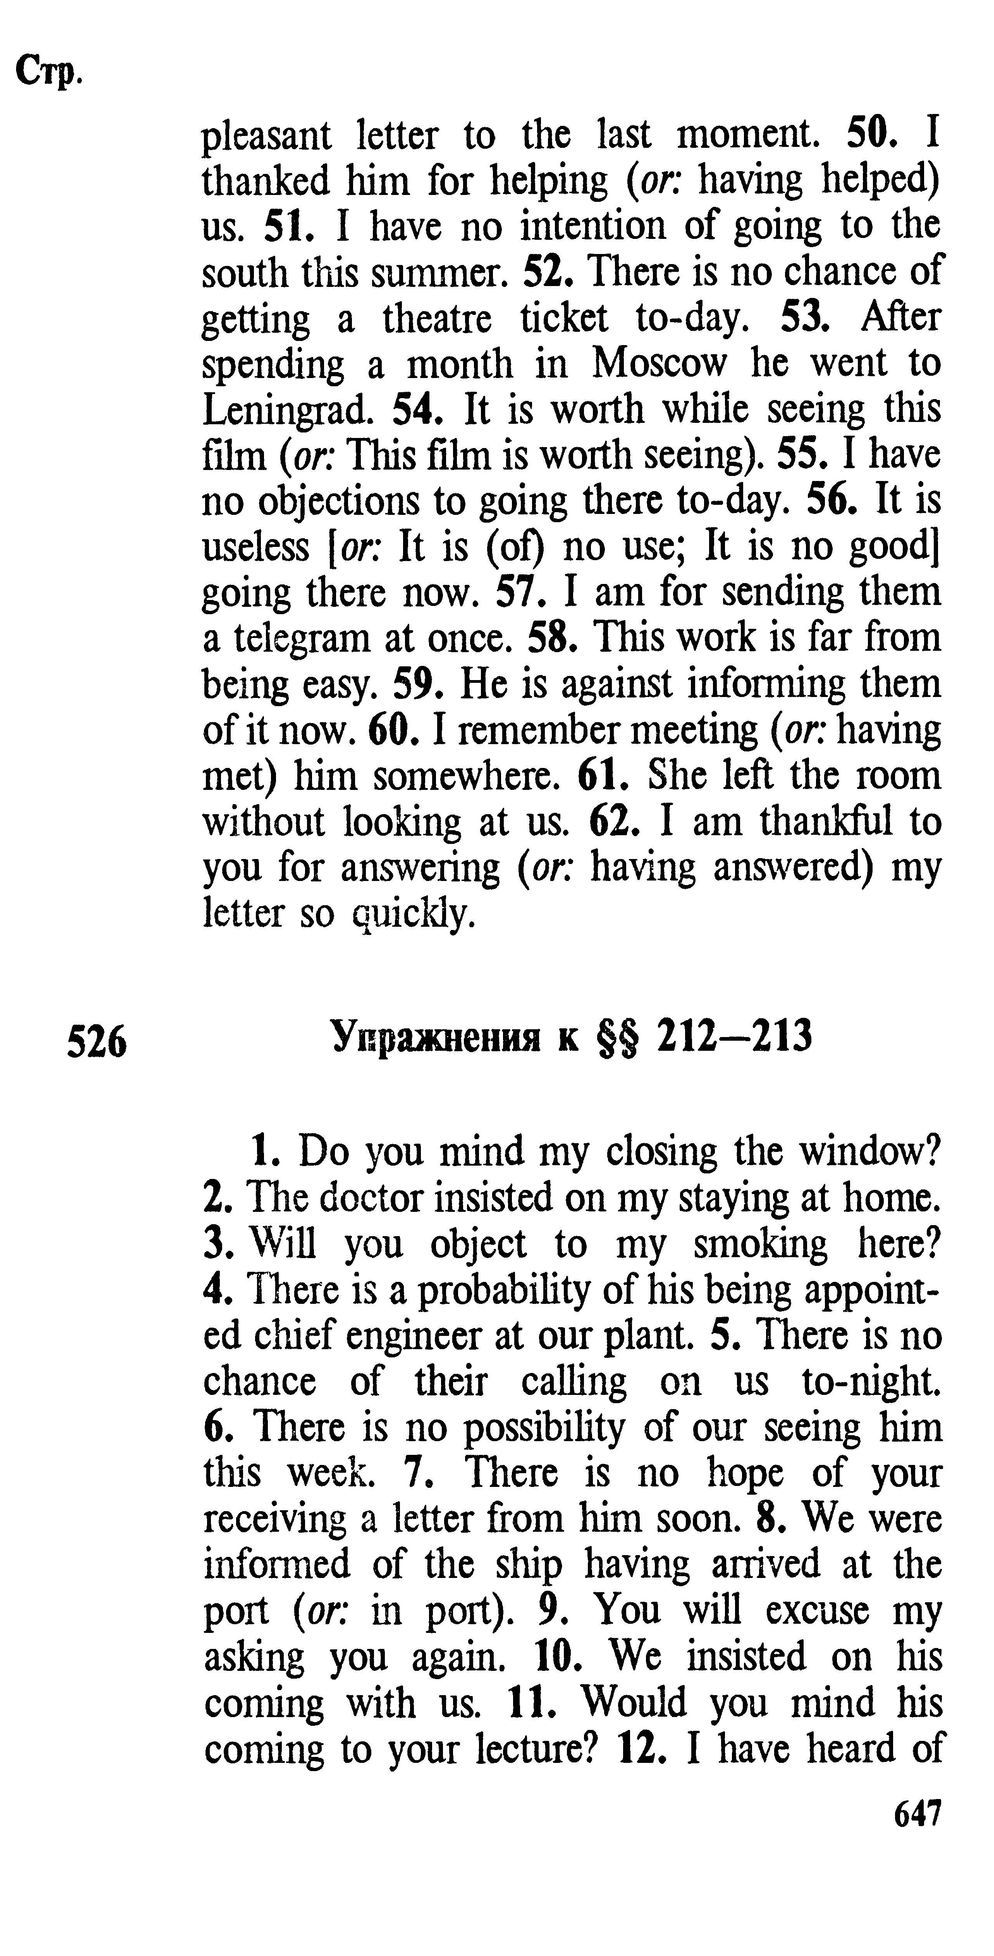 Стр.
pleasant letter to the last moment. 50. I
thanked him for helping (or: having helped)
us. 51. I have no intention of going to the
south this summer. 52. There is no chance of
getting a theatre ticket to-day. 53. After
spending a month in Moscow he went to
Leningrad. 54. It is worth while seeing this
film (or: This film is worth seeing). 55. I have
no objections to going there to-day. 56. It is
useless [or: It is (of) no use; It is no good]
going there now. 57. I am for sending them
a telegram at once. 58. This work is far from
being easy. 59. He is against informing them
of it now. 60. I remember meeting (or: having
met) him somewhere. 61. She left the room
without looking at us. 62. I am thankful to
you for answering (or: having answered) my
letter so quickly.
526 Упражнения к §§ 212—213
1. Do you mind my closing the window?
2. The doctor insisted on my staying at home.
3. Will you object to my smoking here?
4. There is a probability of his being appoint-
ed chief engineer at our plant. 5. There is no
chance of their calling on us to-night.
6. There is no possibility of our seeing him
this week. 7. There is no hope of your
receiving a letter from him soon. 8. We were
informed of the ship having arrived at the
port (or: in port). 9. You will excuse my
asking you again. 10. We insisted on his
coming with us. 11. Would you mind his
coming to your lecture? 12. I have heard of
647